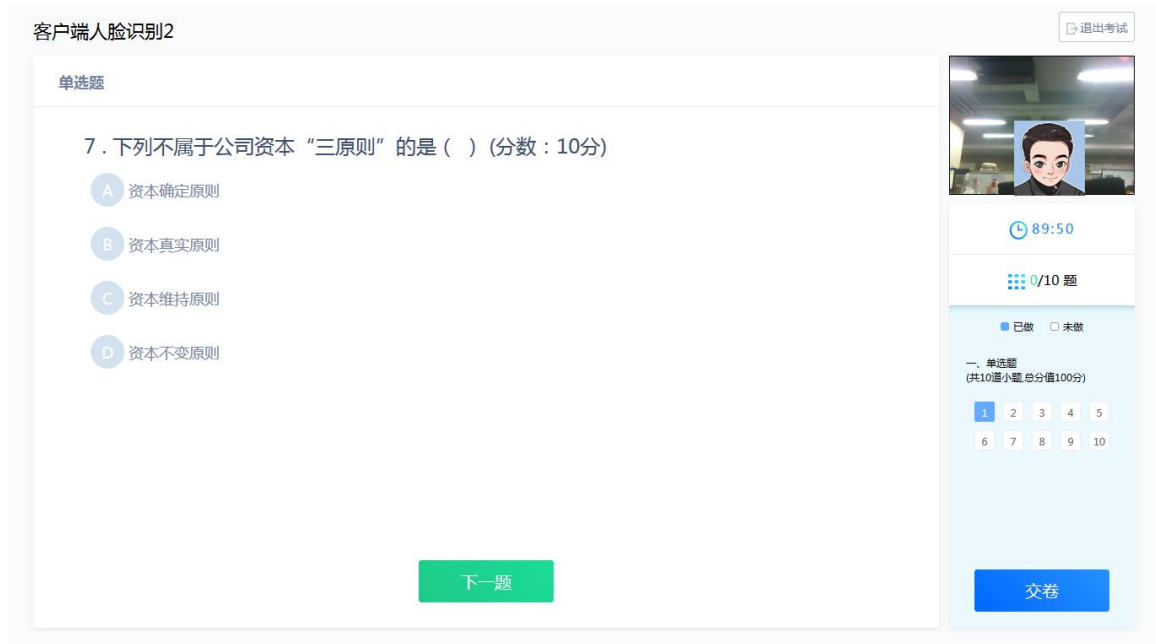 客户端人脸识别2
退出考试
单选题
7 . 下列不属于公司资本“三原则”的是 (   ) (分数：10分)
A 资本确定原则
B 资本真实原则
C 资本维持原则
D 资本不变原则
下一题
89:50
0/10 题
已做 未做
一、单选题
(共10道小题,总分值100分)
1 2 3 4 5
6 7 8 9 10
交卷